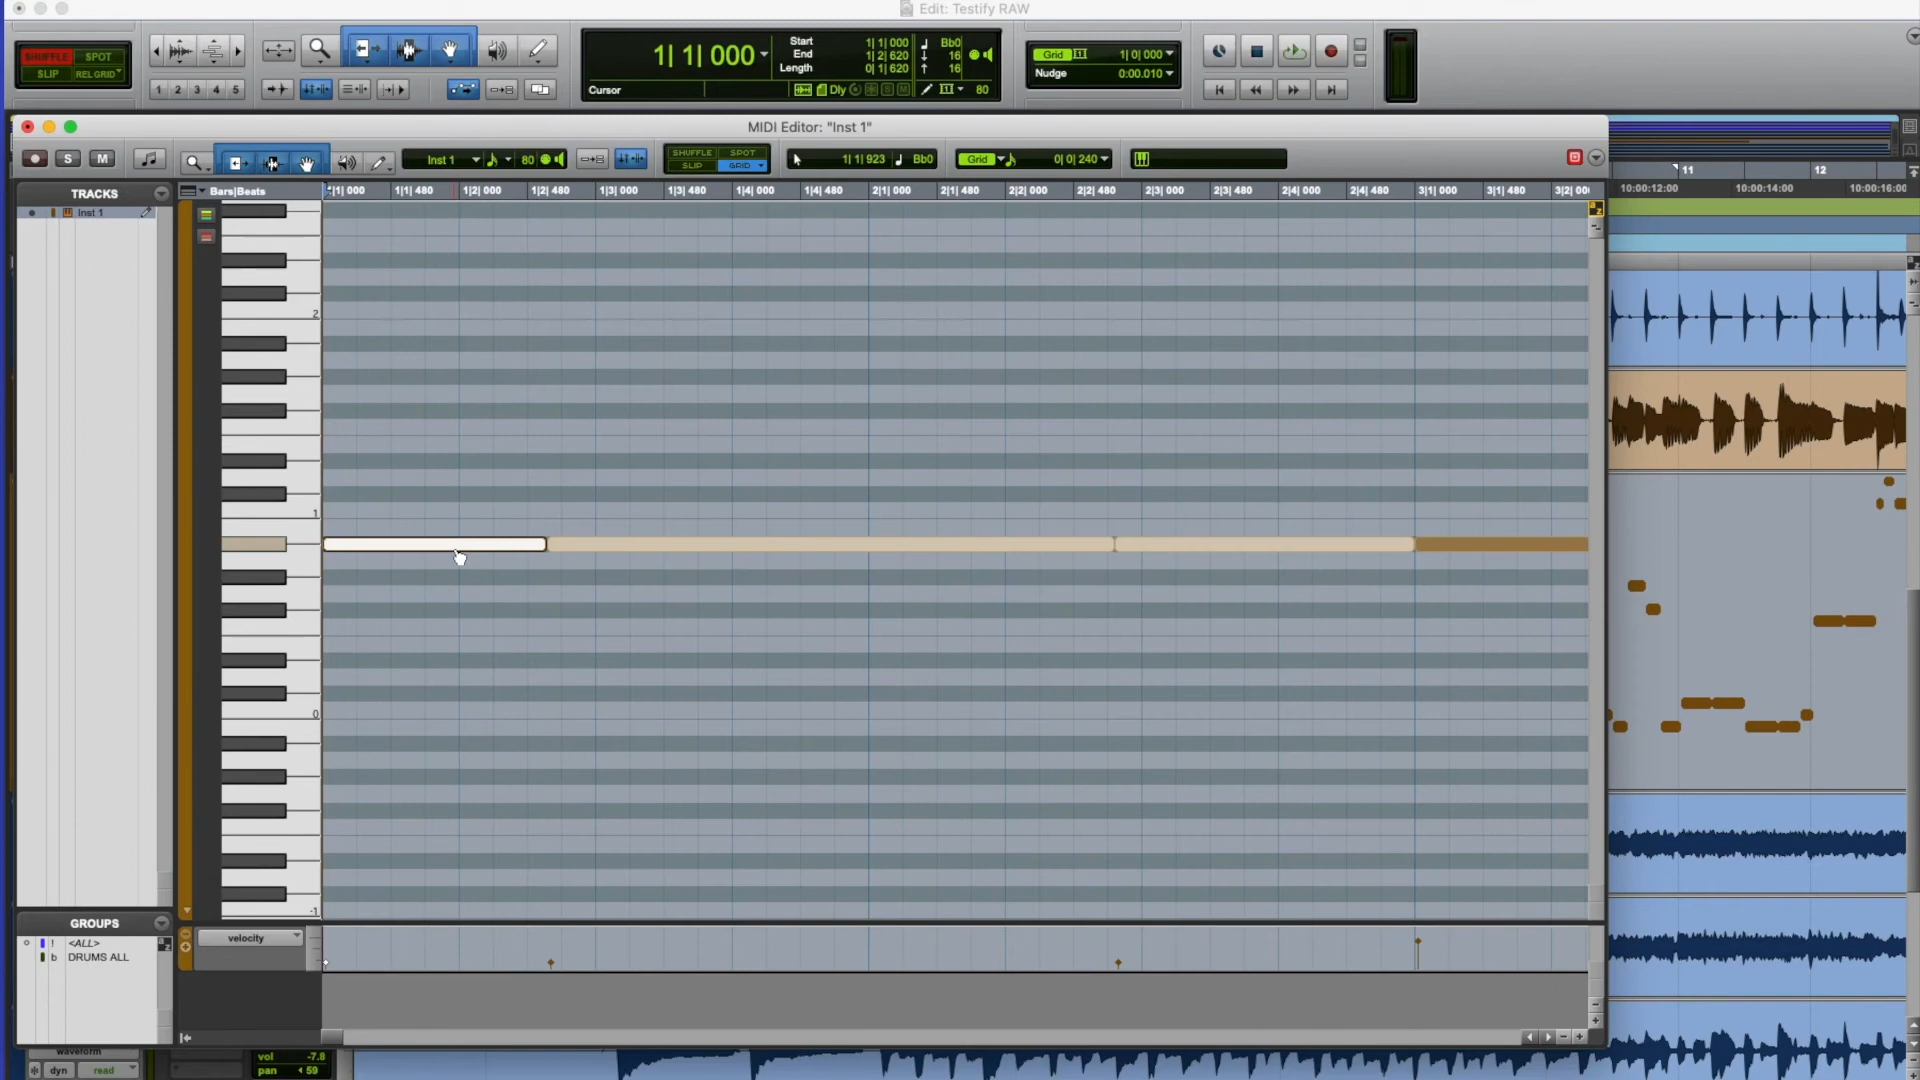 Edit: Testify RAW
SHUFFLE SPOT
SLIP REL GRID
1 2 3 4 5
1| 1| 000
Start 1| 1| 000
End 1| 2| 620
Length 0| 1| 620
Bb0
16
16
Cursor
Dly
80
Grid 1| 0| 000
Nudge 0:00.010
MIDI Editor: "Inst 1"
S M
Inst 1 80
SHUFFLE SPOT
SLIP GRID
1| 1| 923 Bb0
Grid 0| 0| 240
TRACKS
Inst 1
Bars|Beats
1|1| 000 1|1| 480 1|2| 000 1|2| 480 1|3| 000 1|3| 480 1|4| 000 1|4| 480 2|1| 000 2|1| 480 2|2| 000 2|2| 480 2|3| 000 2|3| 480 2|4| 000 2|4| 480 3|1| 000 3|1| 480 3|2| 00
11 12
10:00:12:00 10:00:14:00 10:00:16:00
2
1
0
-1
GROUPS
! <ALL>
b DRUMS ALL
velocity
waveform
dyn read
vol -7.8
pan 59